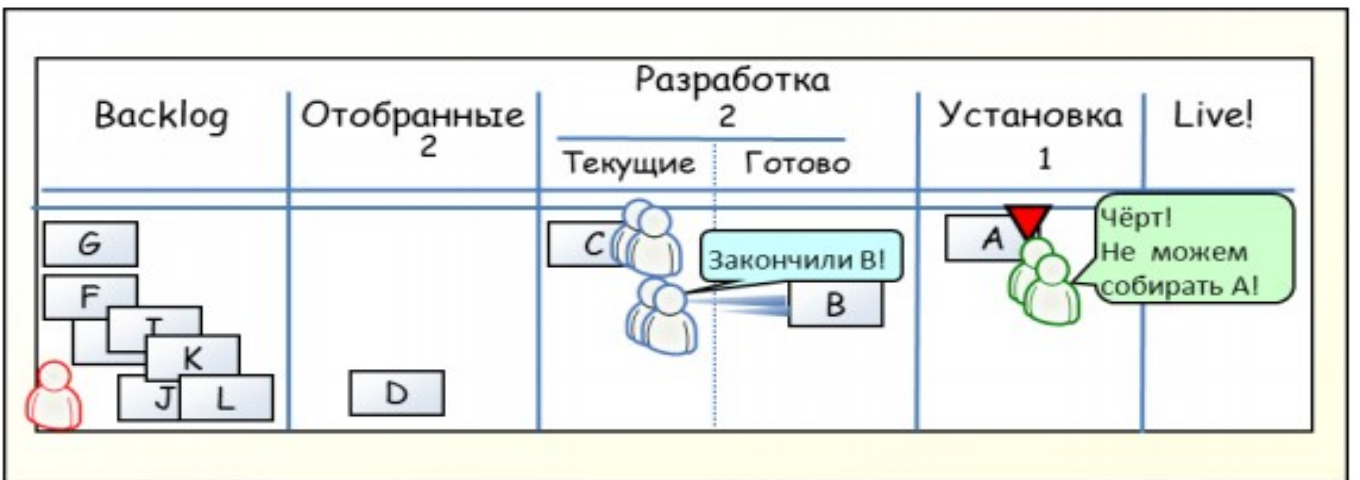 Backlog
Отобранные
2
Разработка
2
Текущие
Готово
Установка
1
Live!
G
F
K
J
L
D
C
Закончили В!
B
A
Чёрт!
Не можем
собирать А!